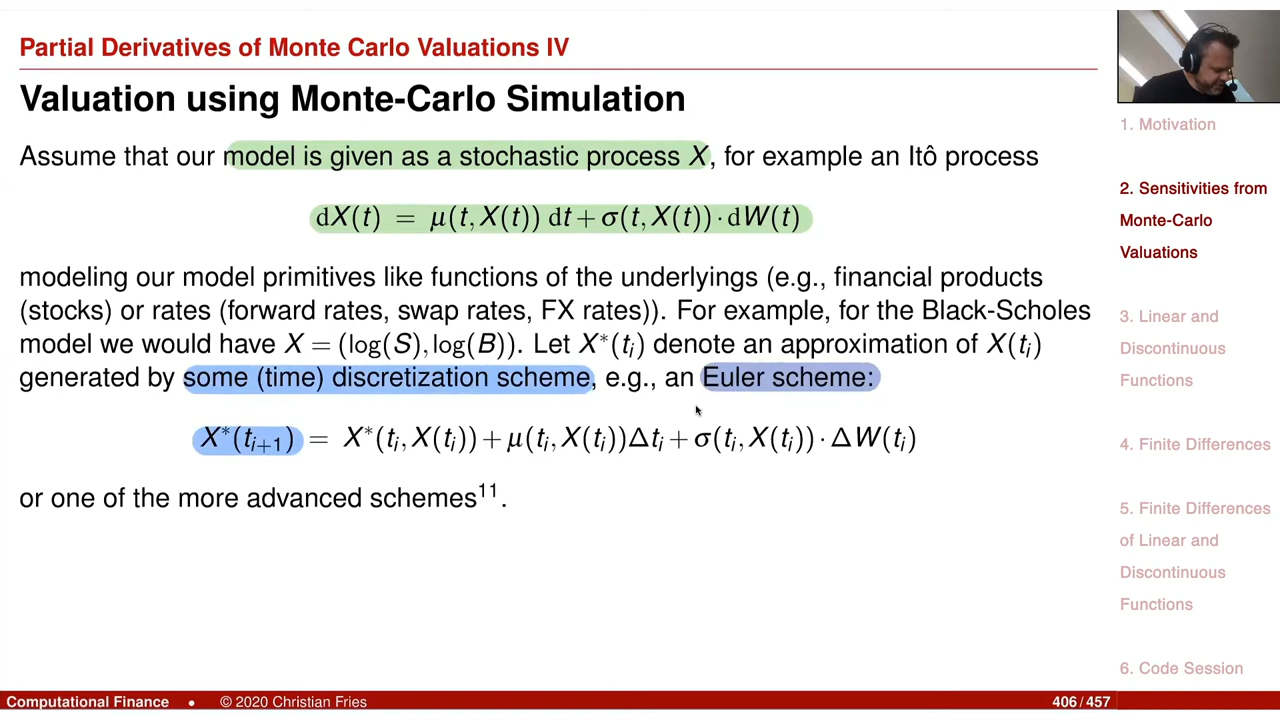 Partial Derivatives of Monte Carlo Valuations IV
Valuation using Monte-Carlo Simulation
Assume that our model is given as a stochastic process X, for example an Itô process
dX(t) = μ(t, X(t)) dt + σ(t, X(t)) · dW(t)
modeling our model primitives like functions of the underlyings (e.g., financial products
(stocks) or rates (forward rates, swap rates, FX rates)). For example, for the Black-Scholes
model we would have X = (log(S), log(B)). Let X*(tᵢ) denote an approximation of X(tᵢ)
generated by some (time) discretization scheme, e.g., an Euler scheme:
X*(tᵢ₊₁) = X*(tᵢ, X(tᵢ)) + μ(tᵢ, X(tᵢ))Δtᵢ + σ(tᵢ, X(tᵢ)) · ΔW(tᵢ)
or one of the more advanced schemes¹¹.
1. Motivation
2. Sensitivities from
Monte-Carlo
Valuations
3. Linear and
Discontinuous
Functions
4. Finite Differences
5. Finite Differences
of Linear and
Discontinuous
Functions
6. Code Session
Computational Finance • © 2020 Christian Fries 406 / 457